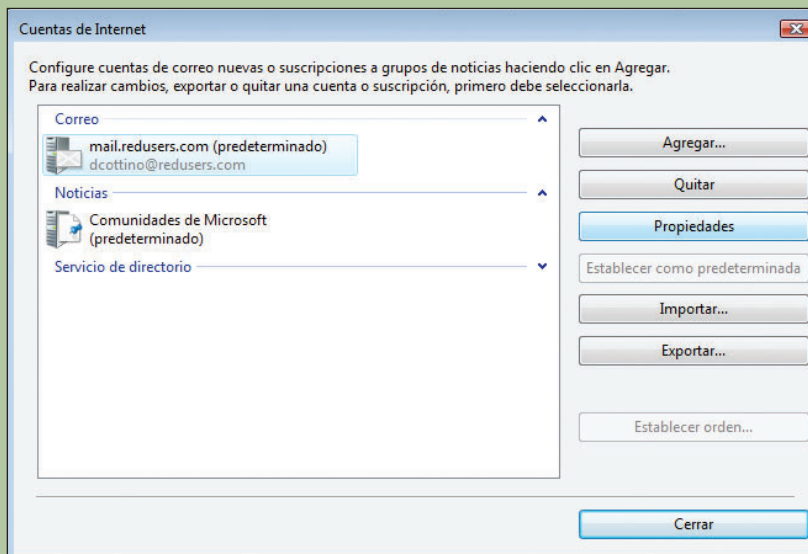 Cuentas de Internet
Configure cuentas de correo nuevas o suscripciones a grupos de noticias haciendo clic en Agregar.
Para realizar cambios, exportar o quitar una cuenta o suscripción, primero debe seleccionarla.
Correo
mail.redusers.com (predeterminado)
dcottino@redusers.com
Noticias
Comunidades de Microsoft
(predeterminado)
Servicio de directorio
Agregar...
Quitar
Propiedades
Establecer como predeterminada
Importar...
Exportar...
Establecer orden...
Cerrar